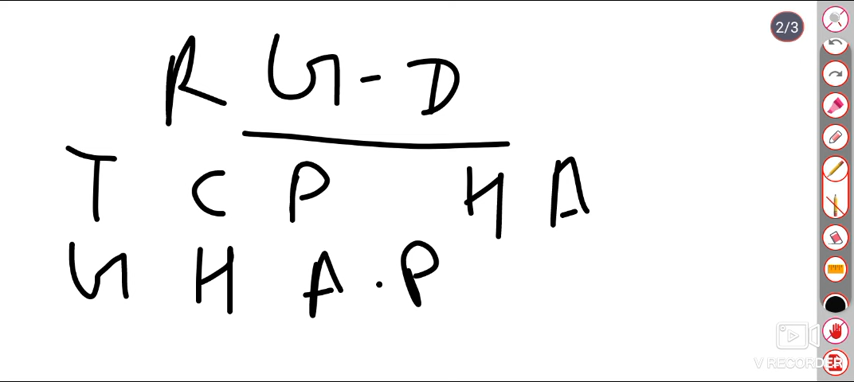 2/3
R G-D
T C P H A
G H A.P
V RECORDER